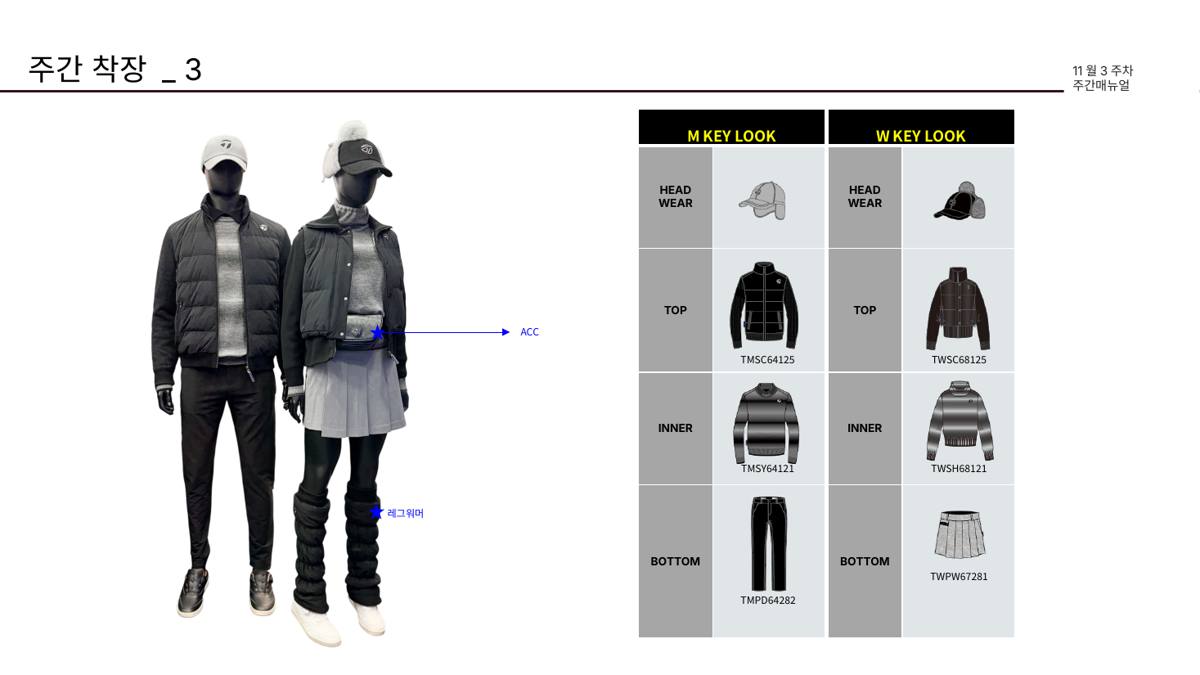 주간 착장 _ 3
11 월 3 주차
주간매뉴얼
ACC
레그워머
M KEY LOOK
W KEY LOOK
HEAD
WEAR
HEAD
WEAR
TOP
TMSC64125
TOP
TWSC68125
INNER
TMSY64121
INNER
TWSH68121
BOTTOM
TMPD64282
BOTTOM
TWPW67281